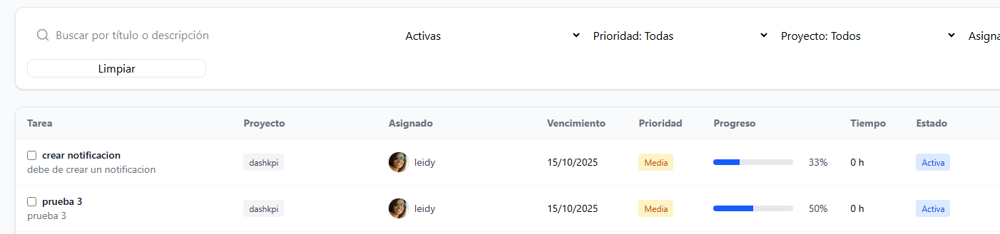 Buscar por título o descripción Activas Prioridad: Todas Proyecto: Todos Asigna
Limpiar
Tarea Proyecto Asignado Vencimiento Prioridad Progreso Tiempo Estado
crear notificacion dashkpi leidy 15/10/2025 Media 33% 0 h Activa
debe de crear un notificacion
prueba 3 dashkpi leidy 15/10/2025 Media 50% 0 h Activa
prueba 3